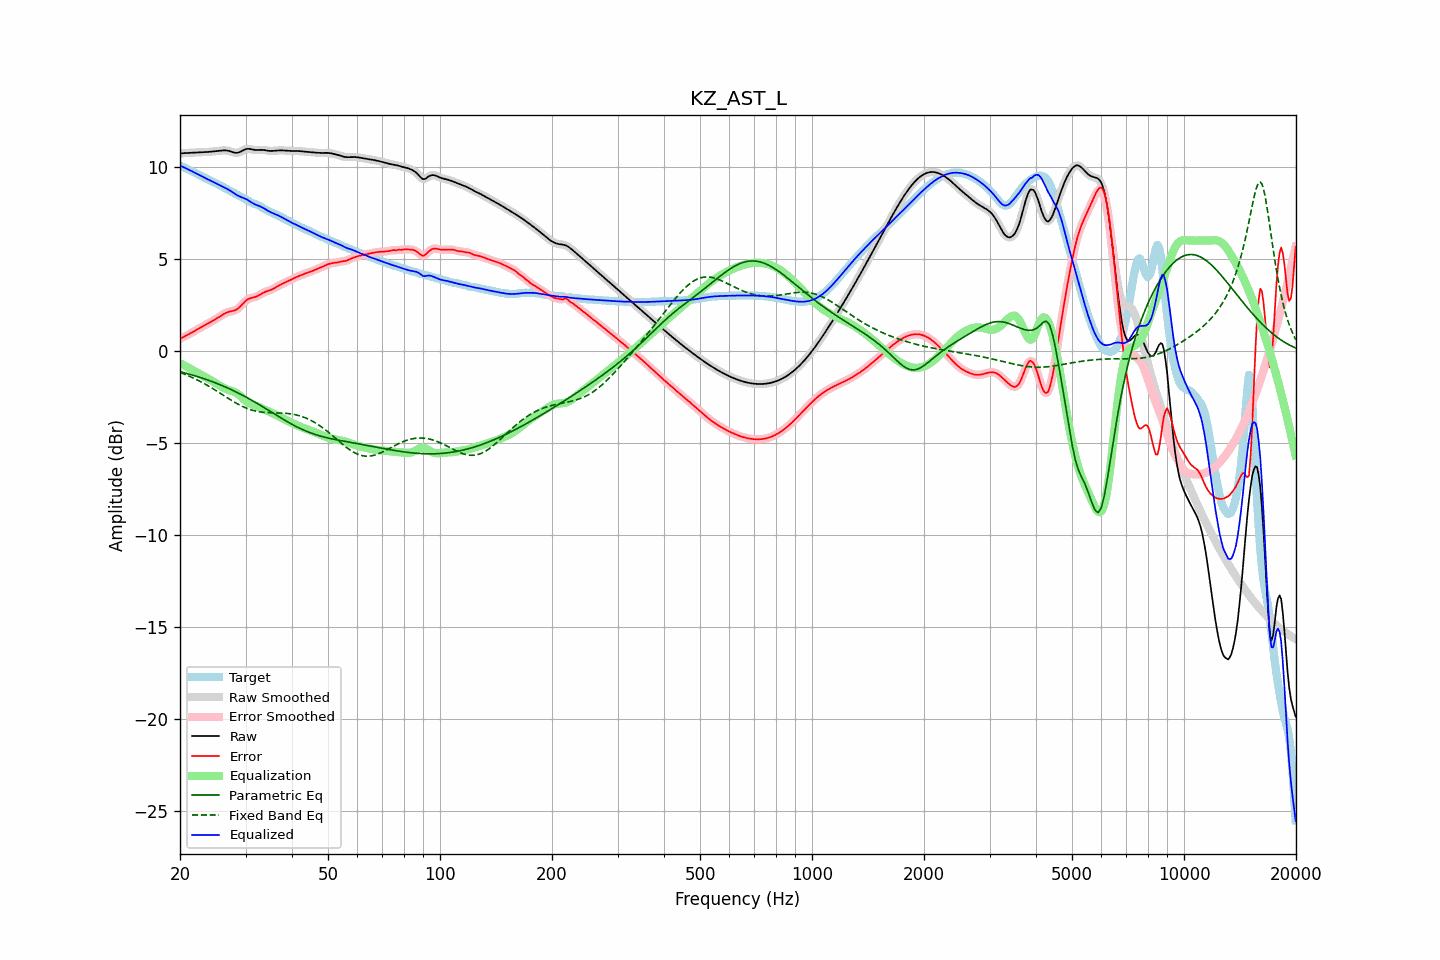 KZ_AST_L
Amplitude (dBr)
10
5
0
−5
−10
−15
−20
−25
Target
Raw Smoothed
Error Smoothed
Raw
Error
Equalization
Parametric Eq
Fixed Band Eq
Equalized
20 50 100 200 500 1000 2000 5000 10000 20000
Frequency (Hz)